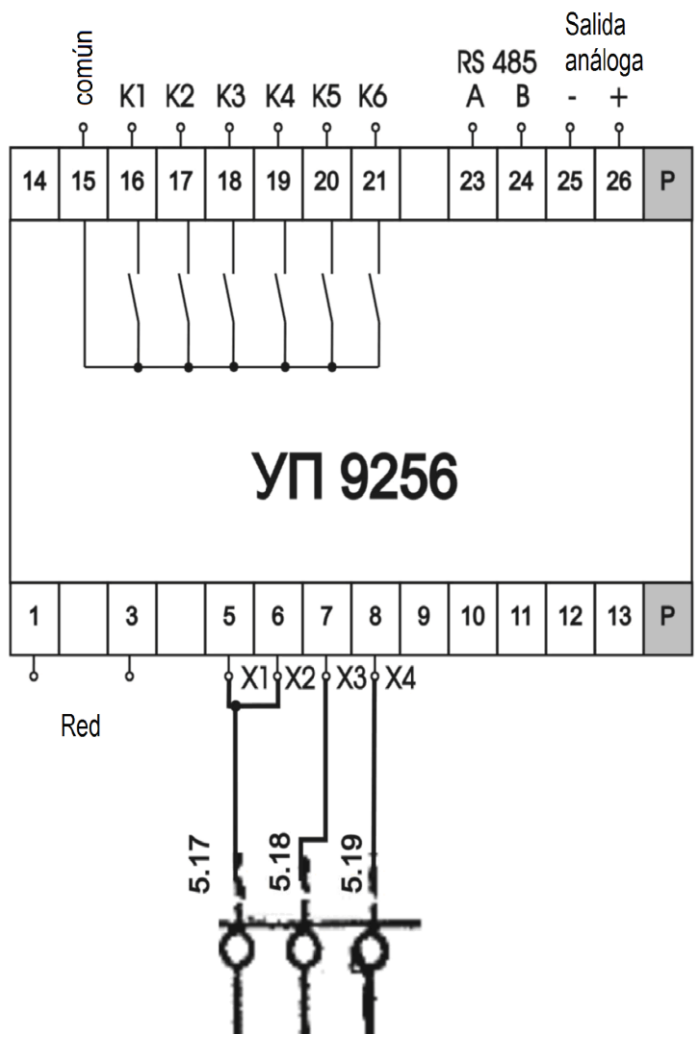 Salida
análoga
RS 485
común K1 K2 K3 K4 K5 K6 A B - +
14 15 16 17 18 19 20 21 23 24 25 26 P
УП 9256
1 3 5 6 7 8 9 10 11 12 13 P
X1 X2 X3 X4
Red
5.17 5.18 5.19